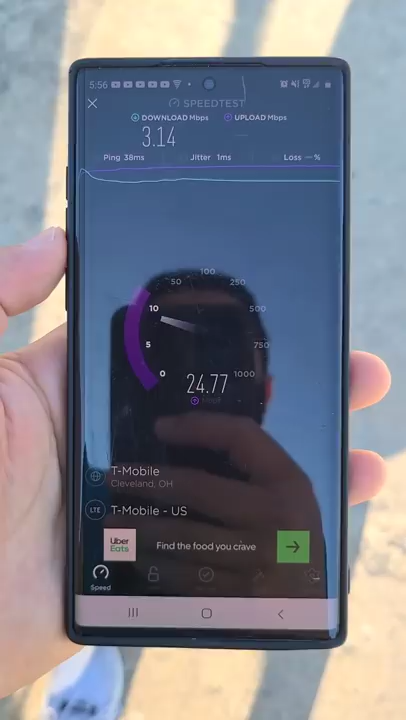 5:56
SPEEDTEST
DOWNLOAD Mbps UPLOAD Mbps
3.14
Ping 38ms Jitter 1ms Loss — %
100
50 250
10 500
5 750
0 1000
24.77
T-Mobile
Cleveland, OH
LTE T-Mobile - US
Uber Eats Find the food you crave
Speed